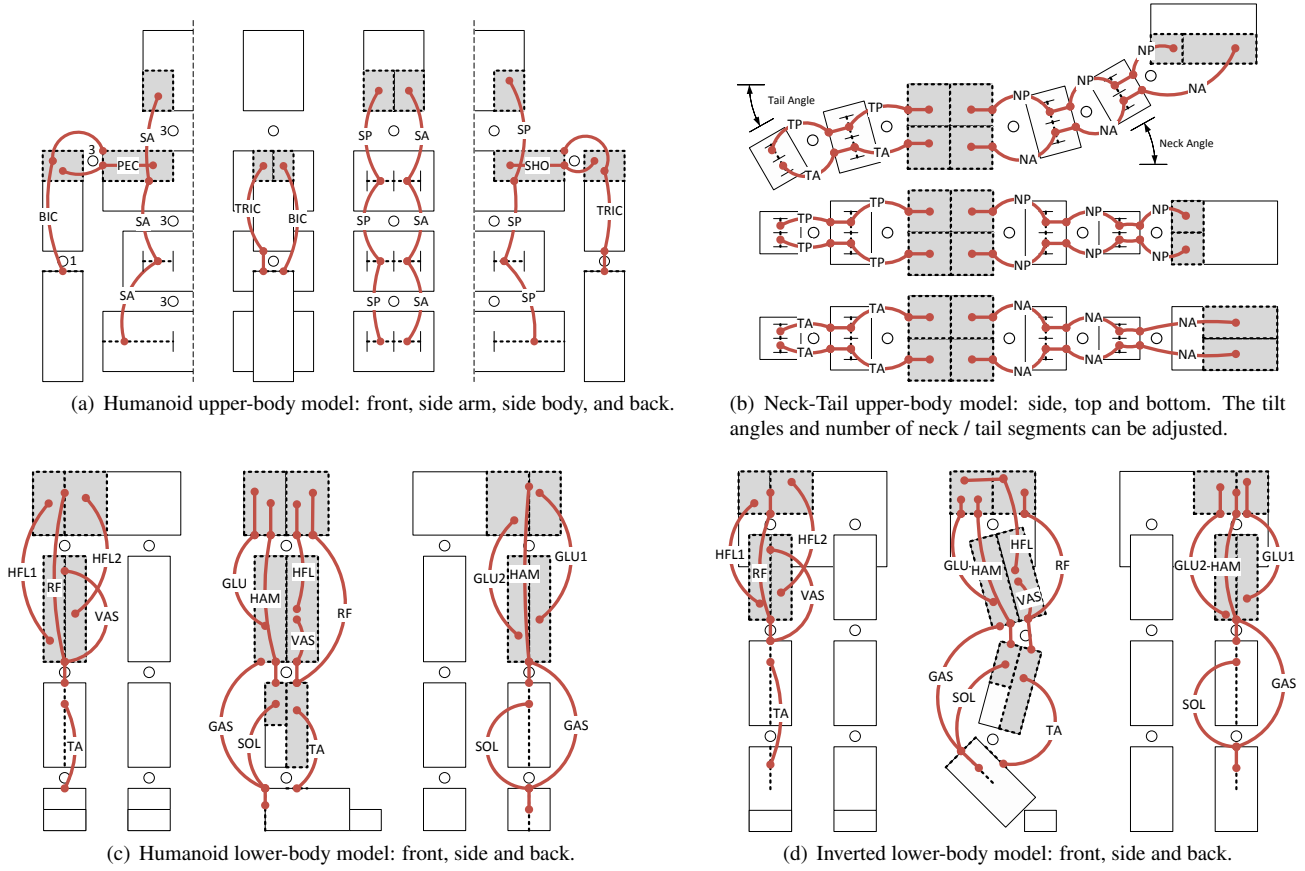 SA
3
SP
SA
SP
3
PEC
SHO
BIC
SA
3
TRIC
BIC
SP
SA
SP
TRIC
1
SA
3
SP
SA
SP
(a) Humanoid upper-body model: front, side arm, side body, and back.
Tail Angle
TP
TP
TA
TA
NP
NP
NP
NA
NA
NA
Neck Angle
TP
TP
TP
TP
NP
NP
NP
NP
NP
NP
TA
TA
TA
TA
NA
NA
NA
NA
NA
NA
(b) Neck-Tail upper-body model: side, top and bottom. The tilt
angles and number of neck / tail segments can be adjusted.
HFL1
RF
HFL2
VAS
TA
GLU
HAM
HFL
VAS
RF
GAS
SOL
TA
GLU2
HAM
GLU1
SOL
GAS
(c) Humanoid lower-body model: front, side and back.
HFL1
RF
HFL2
VAS
TA
GLU
HAM
HFL
VAS
RF
GAS
SOL
TA
GLU2
HAM
GLU1
SOL
GAS
(d) Inverted lower-body model: front, side and back.